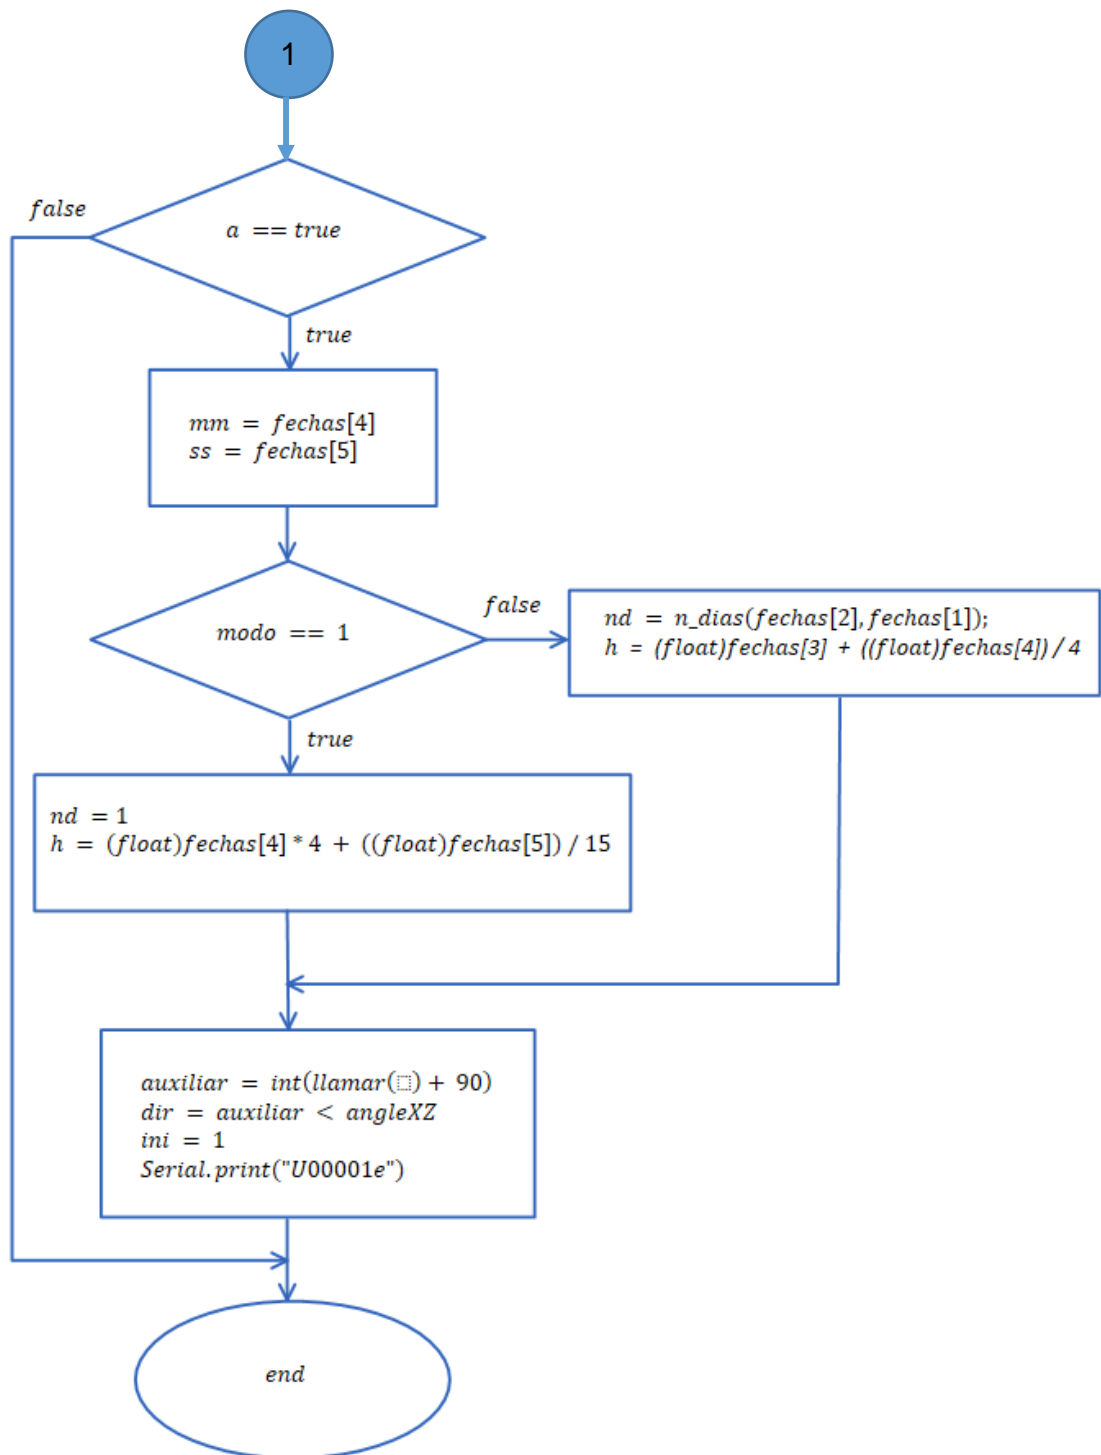 1
false
a == true
true
mm = fechas[4]
ss = fechas[5]
modo == 1
false
nd = n_dias(fechas[2],fechas[1]);
h = (float)fechas[3] + ((float)fechas[4])/4
true
nd = 1
h = (float)fechas[4]*4 + ((float)fechas[5])/15
auxiliar = int(llamar(⬚) + 90)
dir = auxiliar < angleXZ
ini = 1
Serial.print("U00001e")
end